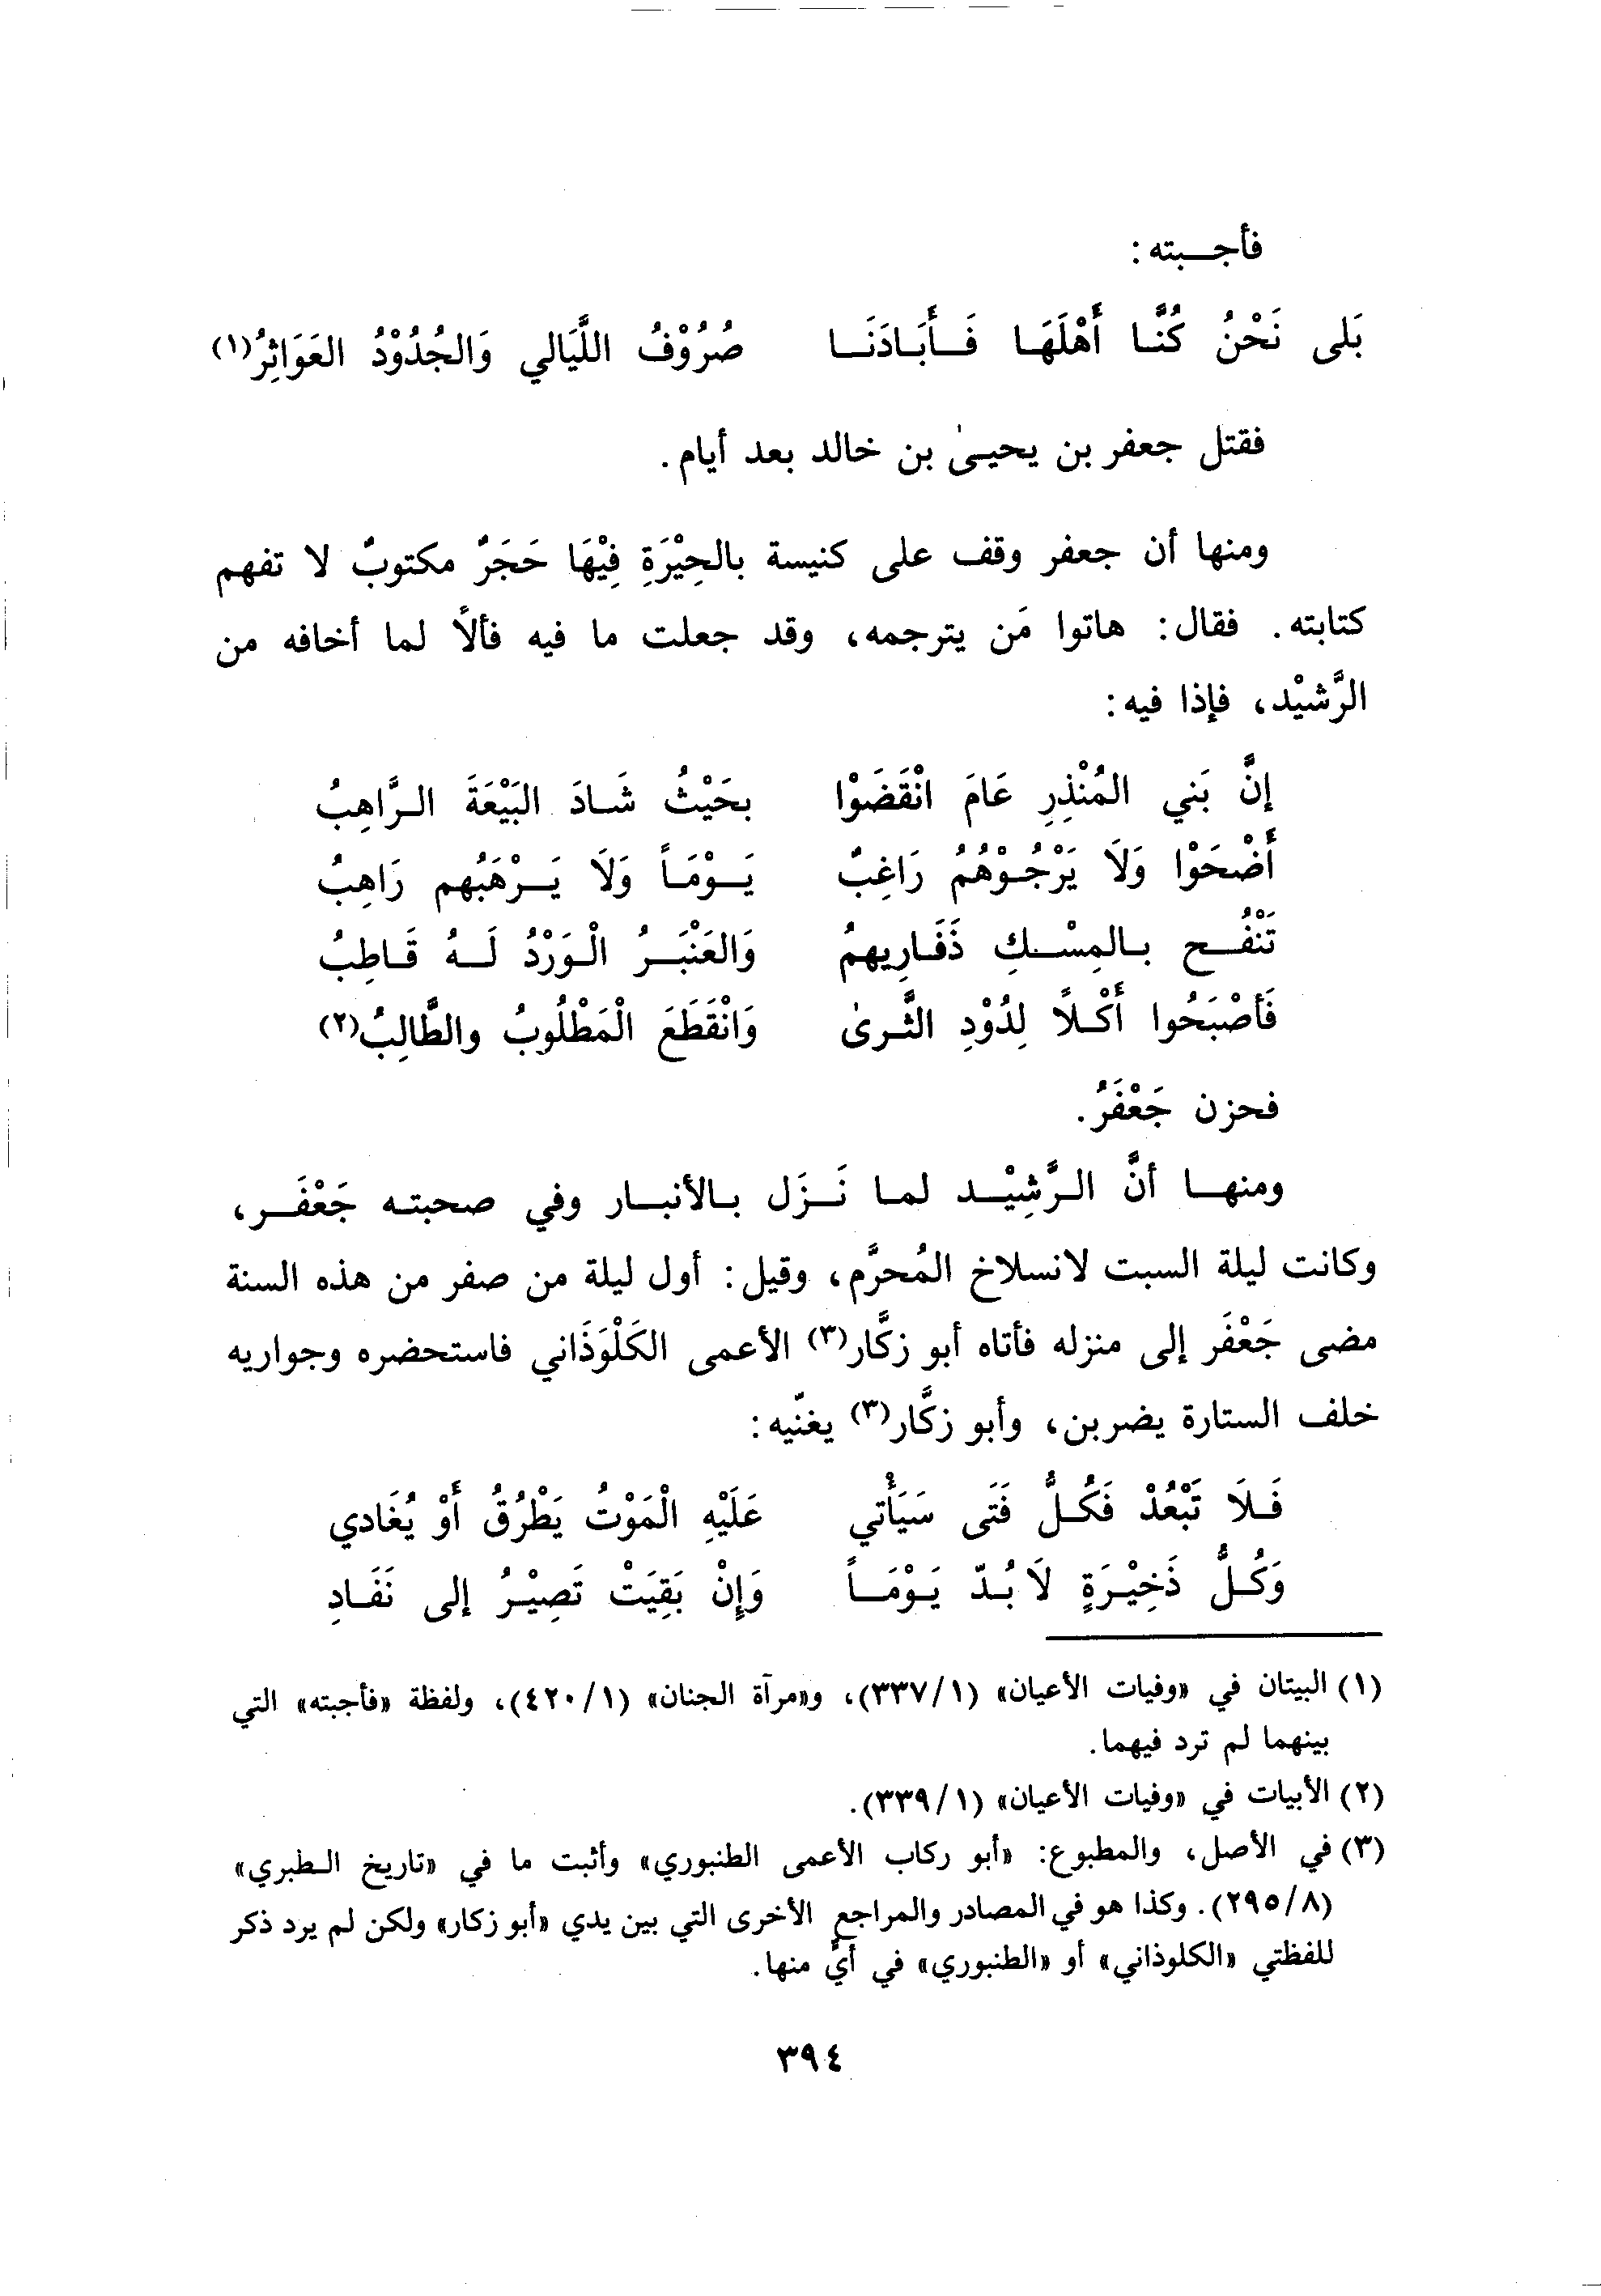 فأجبته:
بَلى نَحْنُ كُنَّا أَهْلَهَا فَأَبَادَنَا صُرُوْفُ اللَّيَالي وَالجُدُوْدُ العَوَاثِرُ(١)
فقتل جعفر بن يحيىٰ بن خالد بعد أيام.
ومنها أن جعفر وقف على كنيسة بالحِيْرَةِ فِيْهَا حَجَرٌ مكتوبٌ لا تفهم
كتابته. فقال: هاتوا مَن يترجمه، وقد جعلت ما فيه فألاً لما أخافه من
الرَّشيْد، فإذا فيه:
إنَّ بَني المُنْذِرِ عَامَ انْقَضَوْا بحَيْثُ شَادَ البَيْعَةَ الرَّاهِبُ
أَضْحَوْا وَلَا يَرْجُوْهُمُ رَاغِبٌ يَوْمَاً وَلَا يَرْهَبُهم رَاهِبُ
تَنْفُح بالمِسْكِ ذَفَارِيهمُ وَالعَنْبَرُ الْوَرْدُ لَهُ قَاطِبُ
فَأَصْبَحُوا أَكْلاً لِدُوْدِ الثَّرىٰ وَانْقَطَعَ الْمَطْلُوبُ والطَّالِبُ(٢)
فحزن جَعْفَرُ.
ومنها أنَّ الرَّشِيْد لما نَزَل بالأنبار وفي صحبته جَعْفَر،
وكانت ليلة السبت لانسلاخ المُحرَّم، وقيل: أول ليلة من صفر من هذه السنة
مضى جَعْفَر إلى منزله فأتاه أبو زكَّار(٣) الأعمى الكَلْوَذَاني فاستحضره وجواريه
خلف الستارة يضربن، وأبو زكَّار(٣) يغنّيه:
فَلَا تَبْعُدْ فَكُلُّ فَتَى سَيَأْتي عَلَيْهِ الْمَوْتُ يَطْرُقُ أَوْ يُغَادي
وَكُلُّ ذَخِيْرَةٍ لَا بُدّ يَوْمَاً وَإِنْ بَقِيَتْ تَصِيْرُ إلى نَفَادِ
(١) البيتان في «وفيات الأعيان» (١/٣٣٧)، و«مرآة الجنان» (١/٤٢٠)، ولفظة «فأجبته» التي
بينهما لم ترد فيهما.
(٢) الأبيات في «وفيات الأعيان» (١/٣٣٩).
(٣) في الأصل، والمطبوع: «أبو ركاب الأعمى الطنبوري» وأثبت ما في «تاريخ الطبري»
(٨/٢٩٥). وكذا هو في المصادر والمراجع الأخرى التي بين يدي «أبو زكار» ولكن لم يرد ذكر
للفظتي «الكلوذاني» أو «الطنبوري» في أيٍّ منها.
٣٩٤